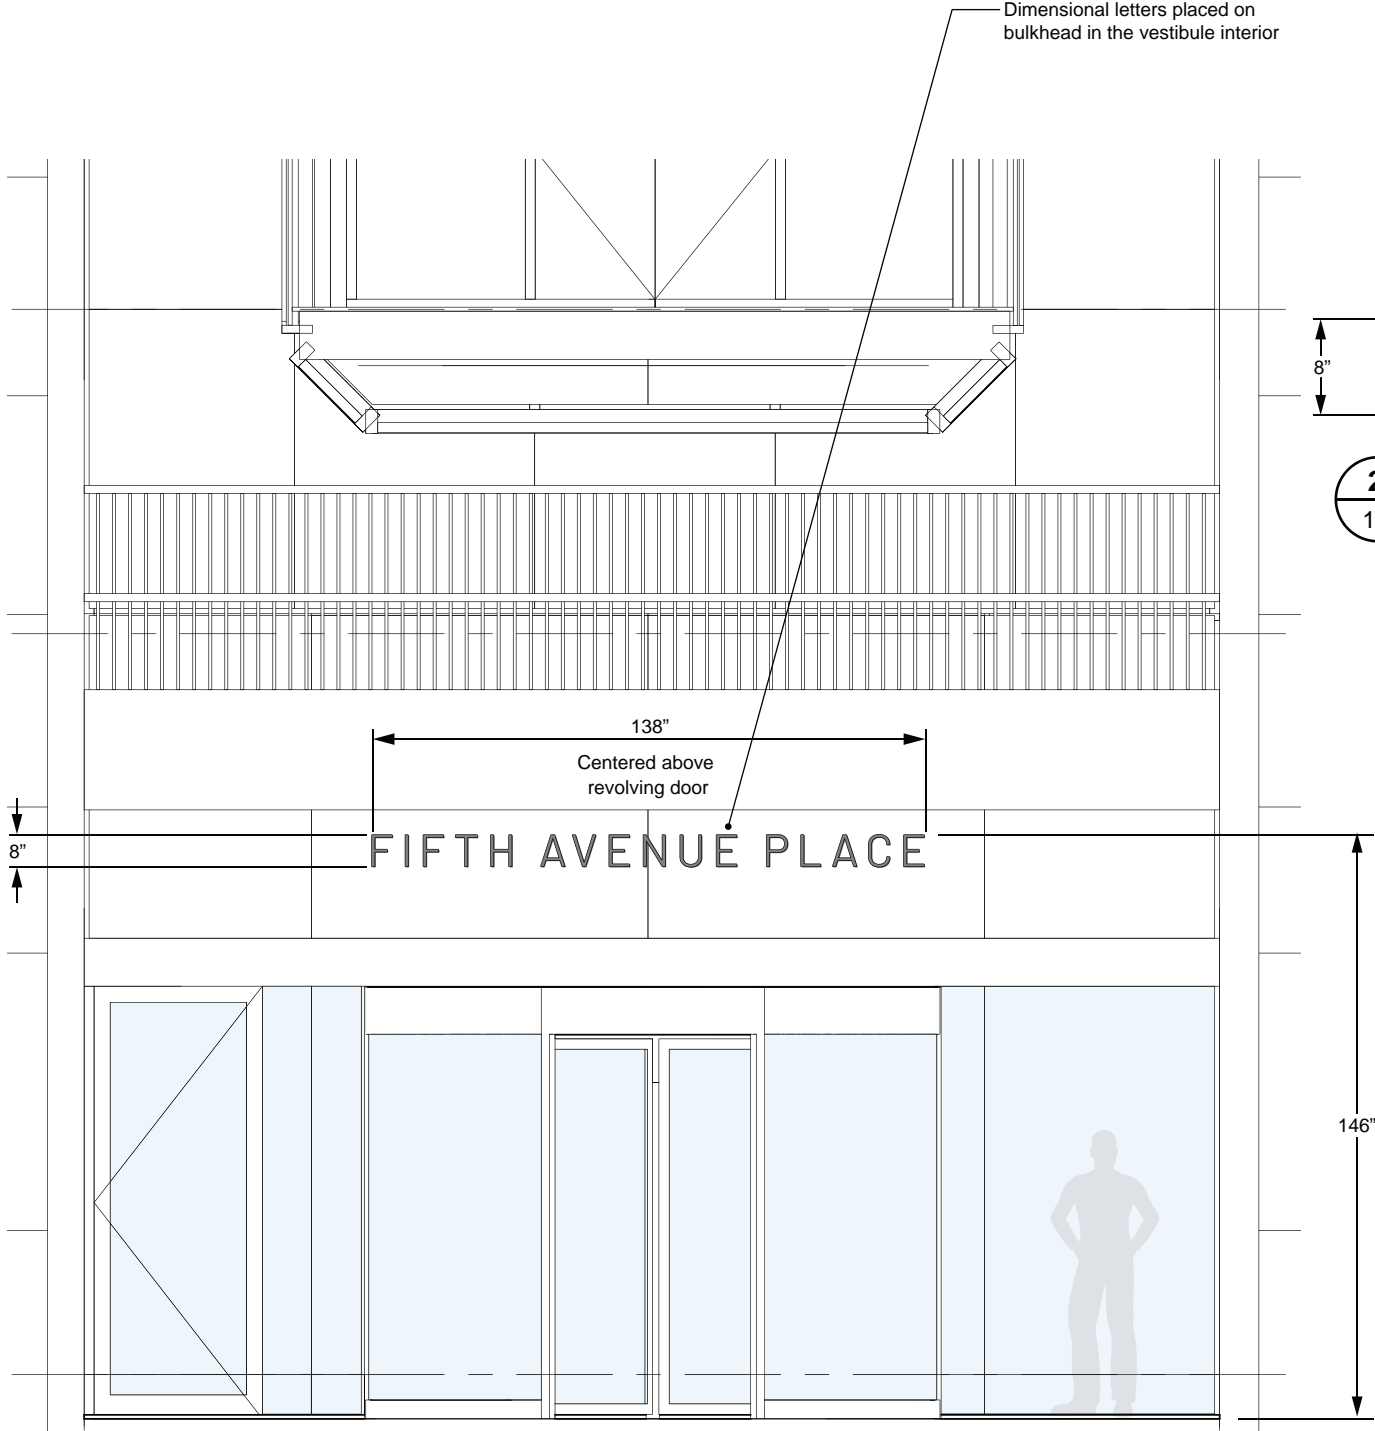 Dimensional letters placed on
bulkhead in the vestibule interior
8”
138”
Centered above
revolving door
FIFTH AVENUE PLACE
8”
146”